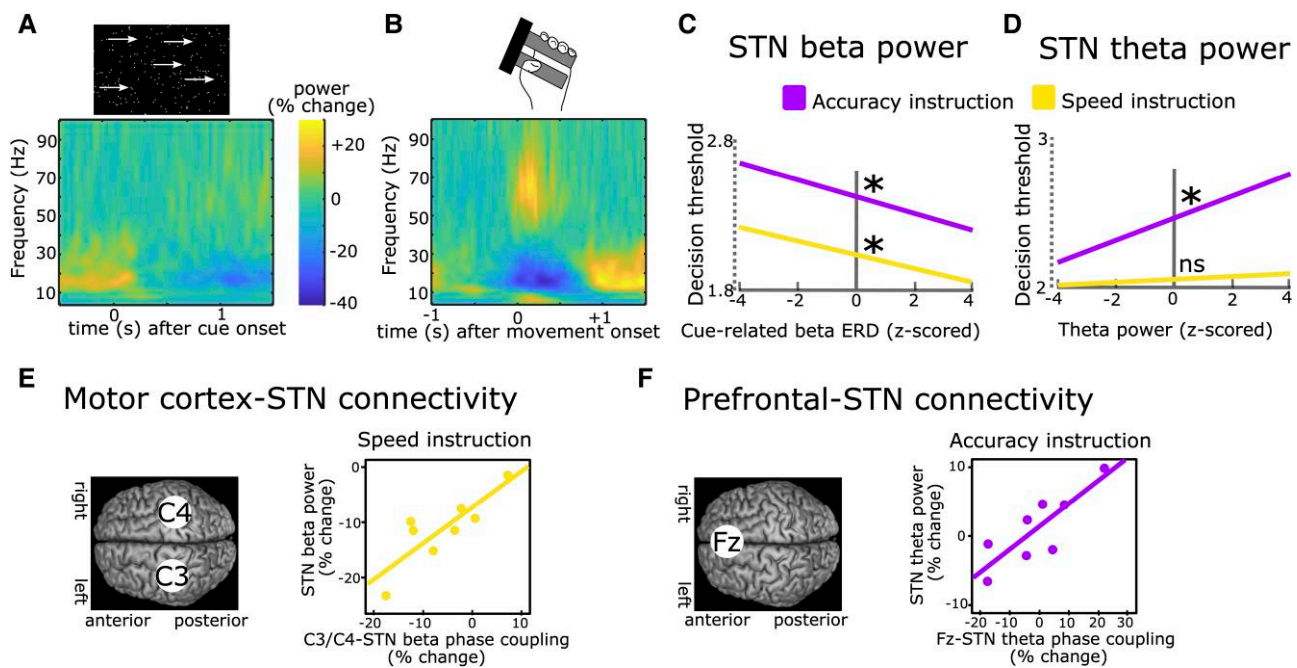 A
power
(% change)
+20
0
-20
-40
Frequency (Hz)
90
70
50
30
10
0
1
time (s) after cue onset
B
Frequency (Hz)
90
70
50
30
10
-1
0
+1
time (s) after movement onset
C
STN beta power
D
STN theta power
Accuracy instruction
Speed instruction
Decision threshold
2.8
1.8
*
*
-4
-2
0
2
4
Cue-related beta ERD (z-scored)
Decision threshold
3
2
*
ns
-4
-2
0
2
4
Theta power (z-scored)
E
Motor cortex-STN connectivity
right
left
C4
C3
anterior
posterior
Speed instruction
STN beta power
(% change)
0
-10
-20
-20
-10
0
10
C3/C4-STN beta phase coupling
(% change)
F
Prefrontal-STN connectivity
right
left
Fz
anterior
posterior
Accuracy instruction
STN theta power
(% change)
10
0
-10
-20
-10
0
10
20
30
Fz-STN theta phase coupling
(% change)